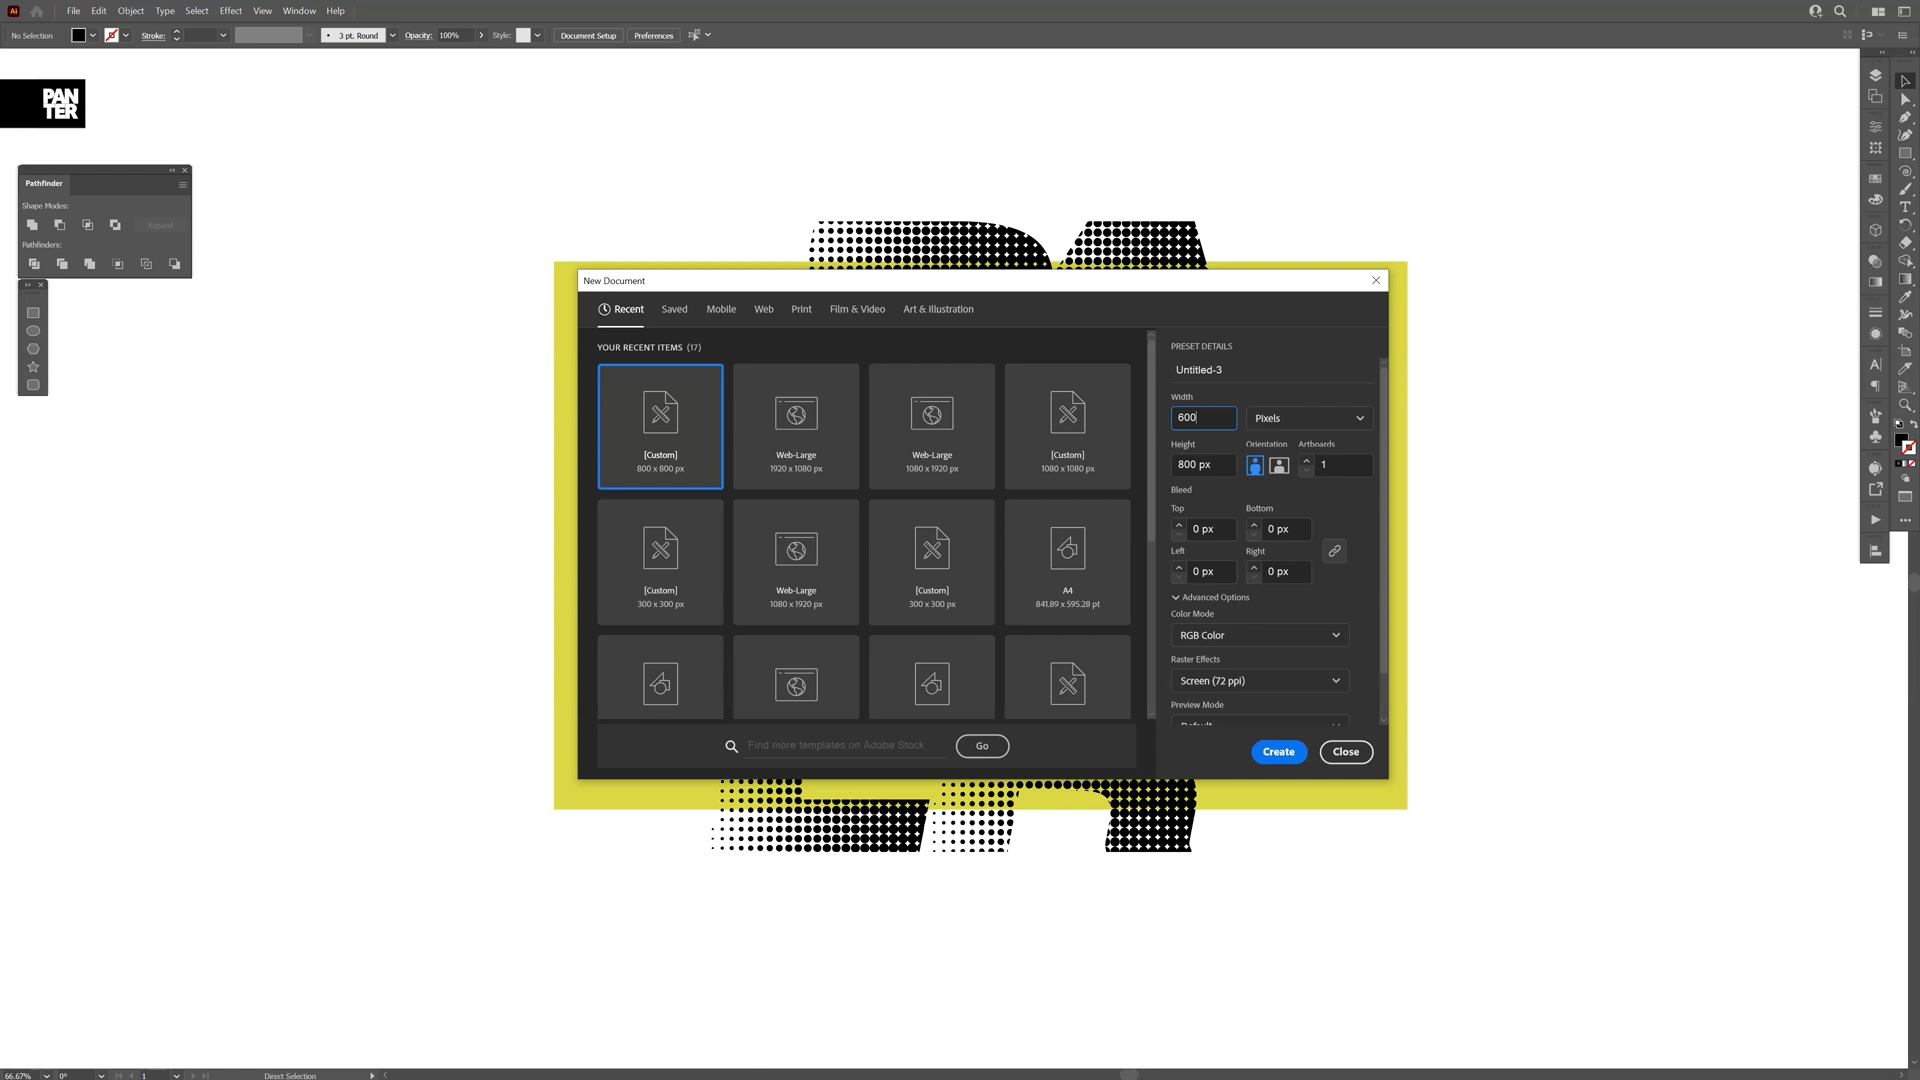 Ai File Edit Object Type Select Effect View Window Help
No Selection Stroke: 3 pt. Round Opacity: 100% Style: Document Setup Preferences
PAN
TER
Pathfinder
Shape Modes:
Expand
Pathfinders:
New Document
Recent Saved Mobile Web Print Film & Video Art & Illustration
YOUR RECENT ITEMS (17)
[Custom]
800 x 800 px
Web-Large
1920 x 1080 px
Web-Large
1080 x 1920 px
[Custom]
1080 x 1080 px
[Custom]
300 x 300 px
Web-Large
1080 x 1920 px
[Custom]
300 x 300 px
A4
841.89 x 595.28 pt
Find more templates on Adobe Stock
Go
PRESET DETAILS
Untitled-3
Width
600 Pixels
Height Orientation Artboards
800 px 1
Bleed
Top Bottom
0 px 0 px
Left Right
0 px 0 px
Advanced Options
Color Mode
RGB Color
Raster Effects
Screen (72 ppi)
Preview Mode
Default
Create Close
66.67% 0° 1 Direct Selection